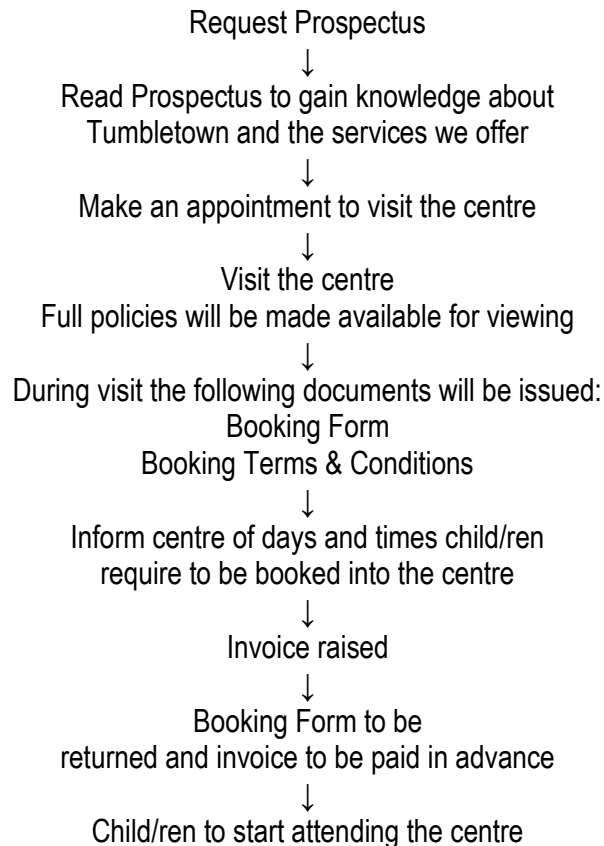 Request Prospectus
↓
Read Prospectus to gain knowledge about
Tumbletown and the services we offer
↓
Make an appointment to visit the centre
↓
Visit the centre
Full policies will be made available for viewing
↓
During visit the following documents will be issued:
Booking Form
Booking Terms & Conditions
↓
Inform centre of days and times child/ren
require to be booked into the centre
↓
Invoice raised
↓
Booking Form to be
returned and invoice to be paid in advance
↓
Child/ren to start attending the centre